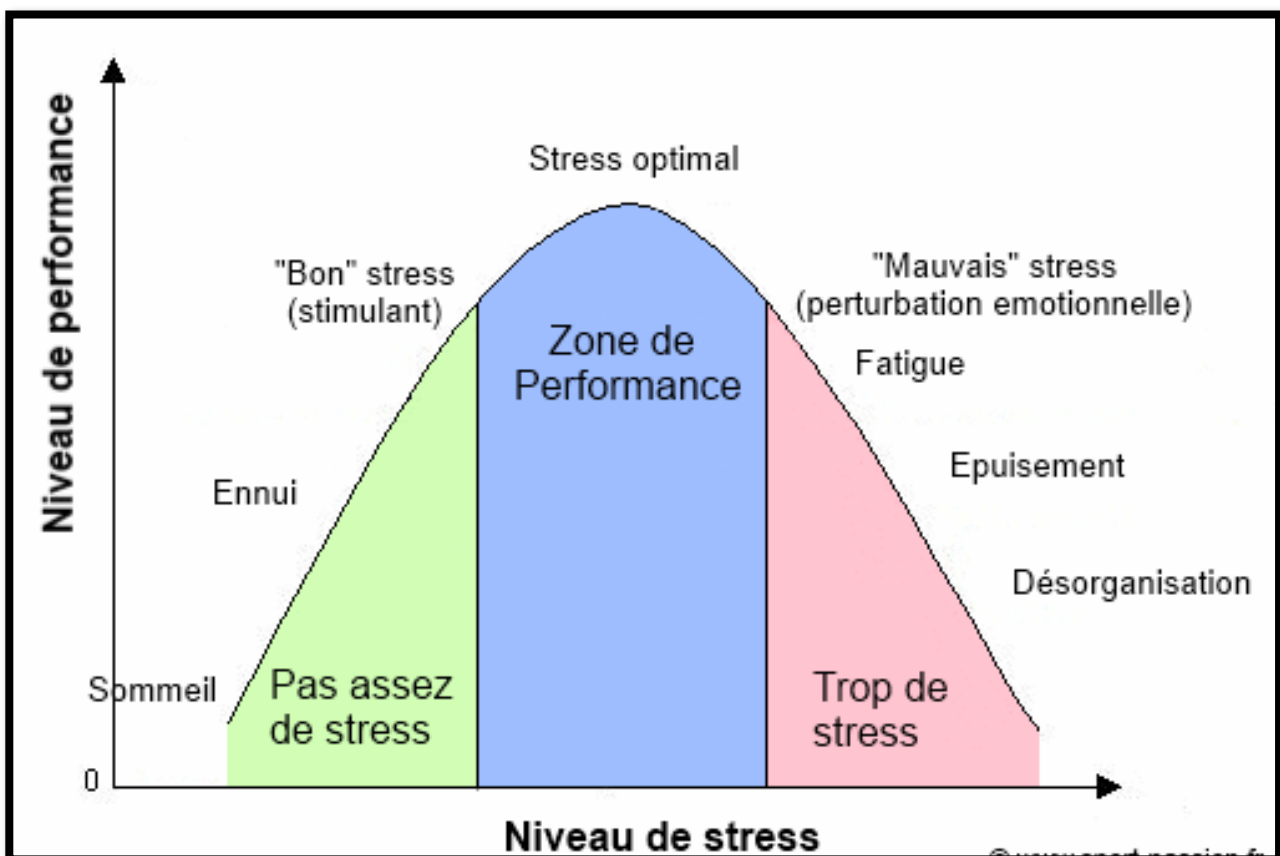 Niveau de performance
Stress optimal
"Bon" stress
(stimulant)
"Mauvais" stress
(perturbation emotionnelle)
Zone de
Performance
Fatigue
Epuisement
Ennui
Désorganisation
Sommeil
Pas assez
de stress
Trop de
stress
0
Niveau de stress